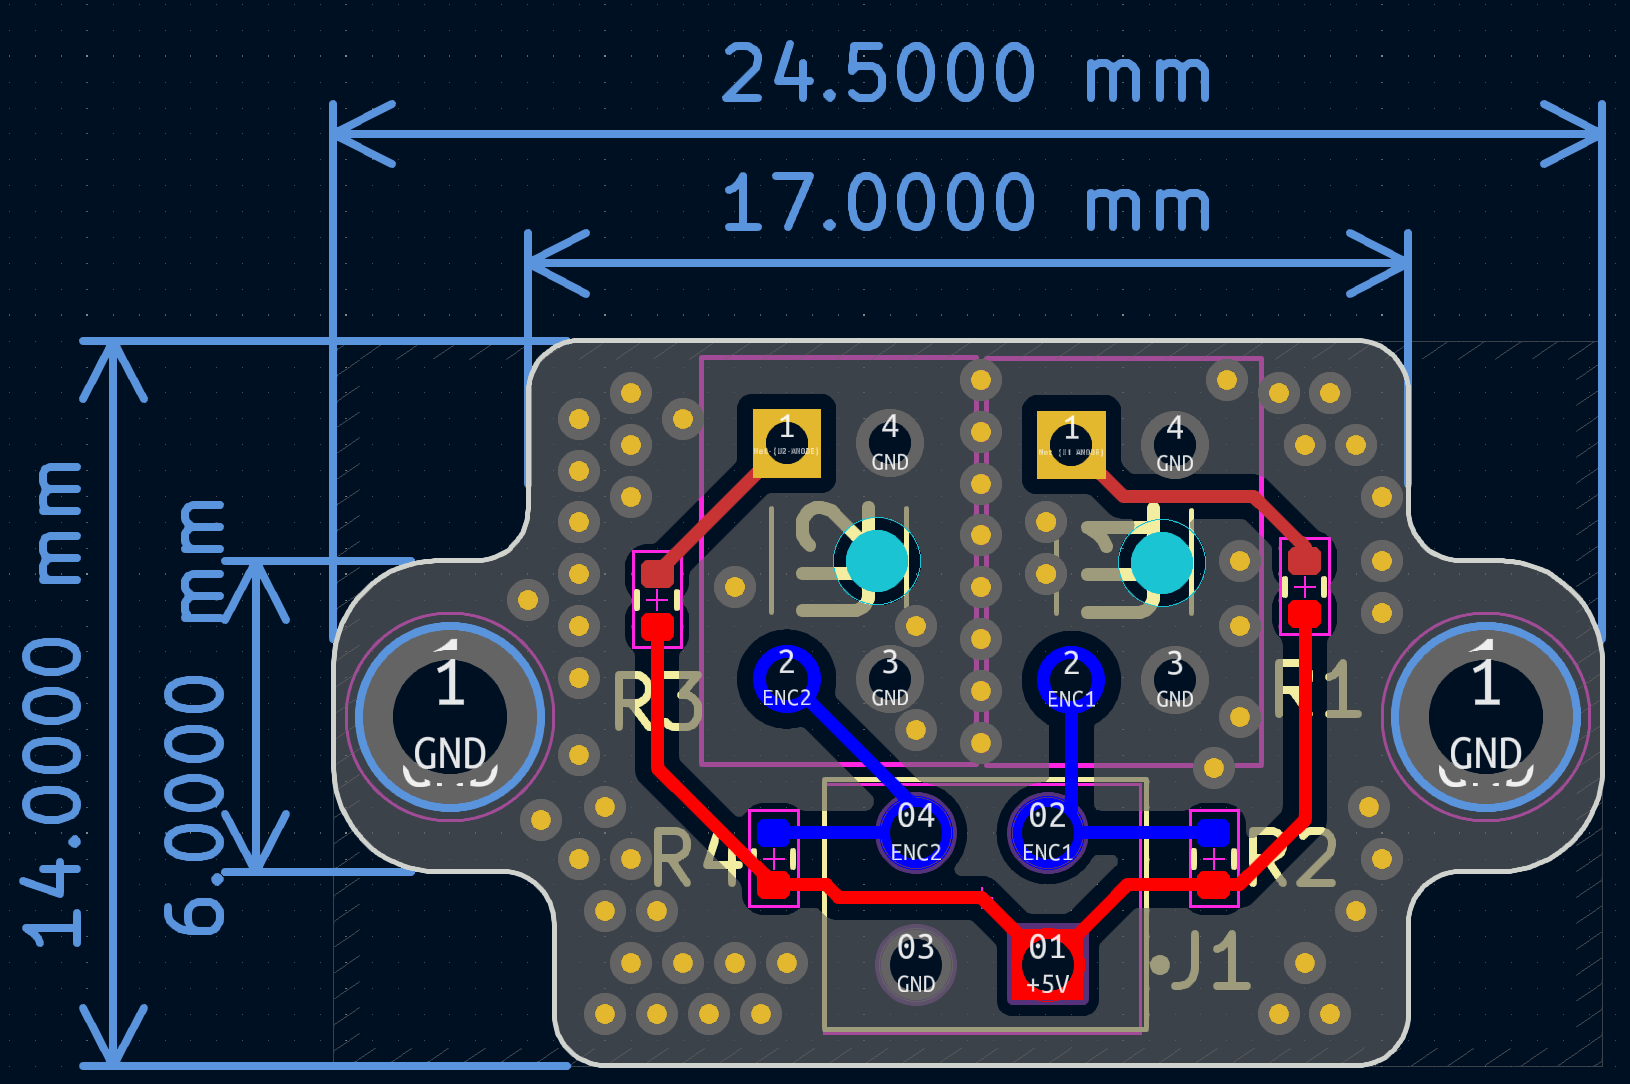 24.5000 mm
17.0000 mm
14.0000 mm
6.0000 mm
1
4
GND
1
4
GND
U2
U1
2
ENC2
3
GND
2
ENC1
3
GND
R3
R1
1
GND
1
GND
04
ENC2
02
ENC1
R4
R2
03
GND
01
+5V
J1